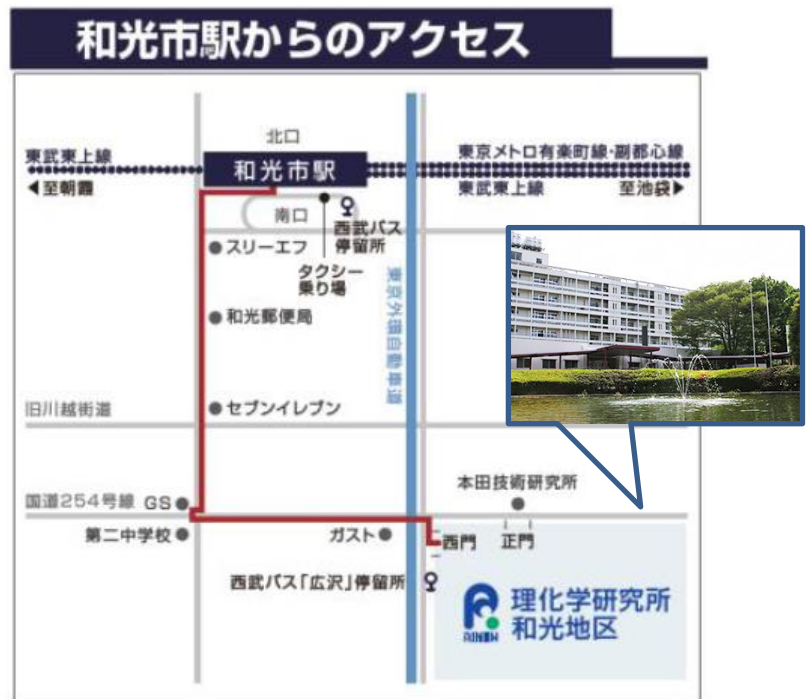 和光市駅からのアクセス
北口
東武東上線
東京メトロ有楽町線・副都心線
和光市駅
◀至朝霞
東武東上線
至池袋▶
南口
西武バス
停留所
スリーエフ
タクシー
乗り場
東京外環自動車道
和光郵便局
旧川越街道
セブンイレブン
本田技術研究所
国道254号線
GS
第二中学校
ガスト
西門
正門
西武バス「広沢」停留所
理化学研究所
和光地区
RIKEN